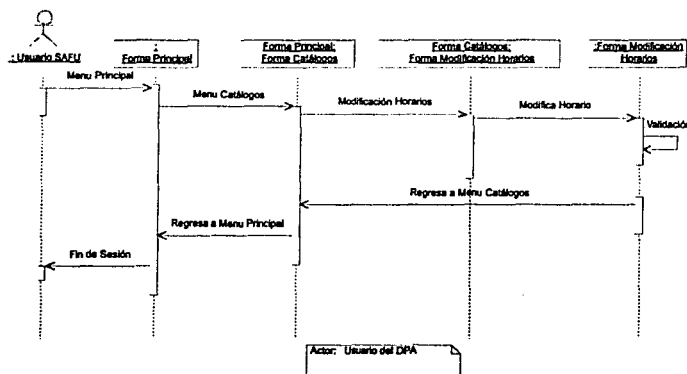 : Usuario SAFU
:
Forma Principal
Forma Principal:
Forma Catálogos
Forma Catálogos:
Forma Modificación Horarios
:Forma Modificación
Horarios
Menu Principal
Menu Catálogos
Modificación Horarios
Modifica Horario
Validación
Regresa a Menu Catálogos
Regresa a Menu Principal
Fin de Sesión
Actor: Usuario del DPA